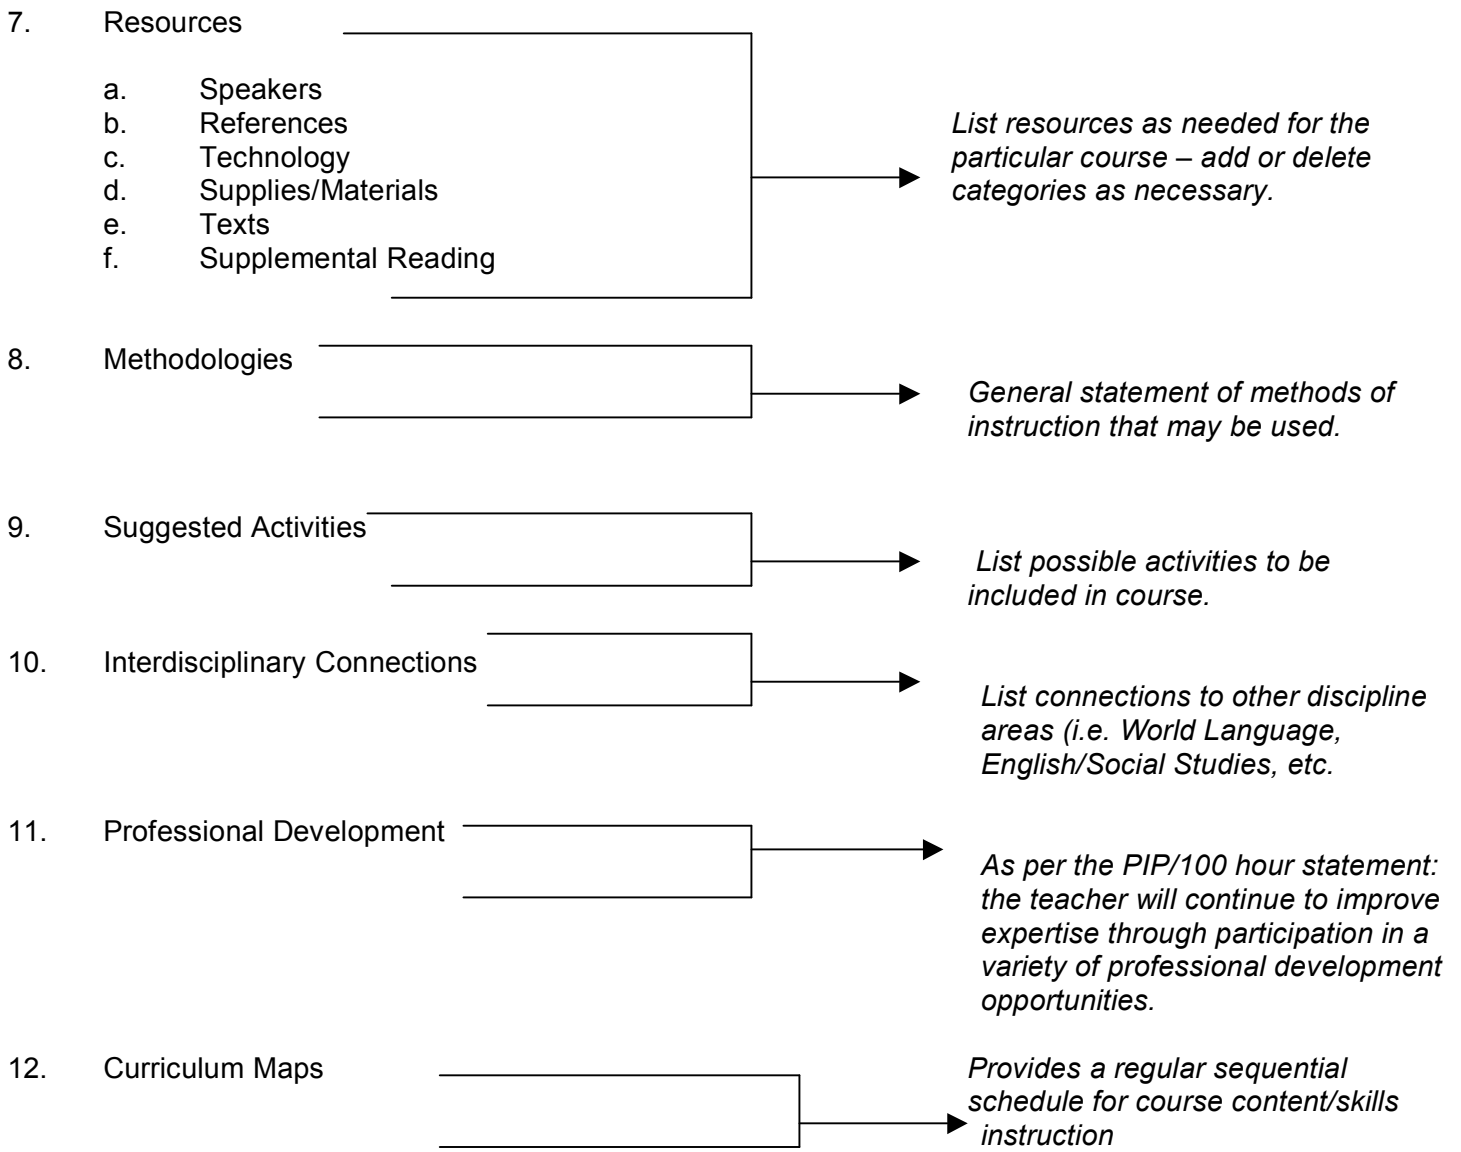 7. Resources
a. Speakers
b. References
c. Technology
d. Supplies/Materials
e. Texts
f. Supplemental Reading
List resources as needed for the
particular course – add or delete
categories as necessary.
8. Methodologies
General statement of methods of
instruction that may be used.
9. Suggested Activities
List possible activities to be
included in course.
10. Interdisciplinary Connections
List connections to other discipline
areas (i.e. World Language,
English/Social Studies, etc.
11. Professional Development
As per the PIP/100 hour statement:
the teacher will continue to improve
expertise through participation in a
variety of professional development
opportunities.
12. Curriculum Maps
Provides a regular sequential
schedule for course content/skills
instruction